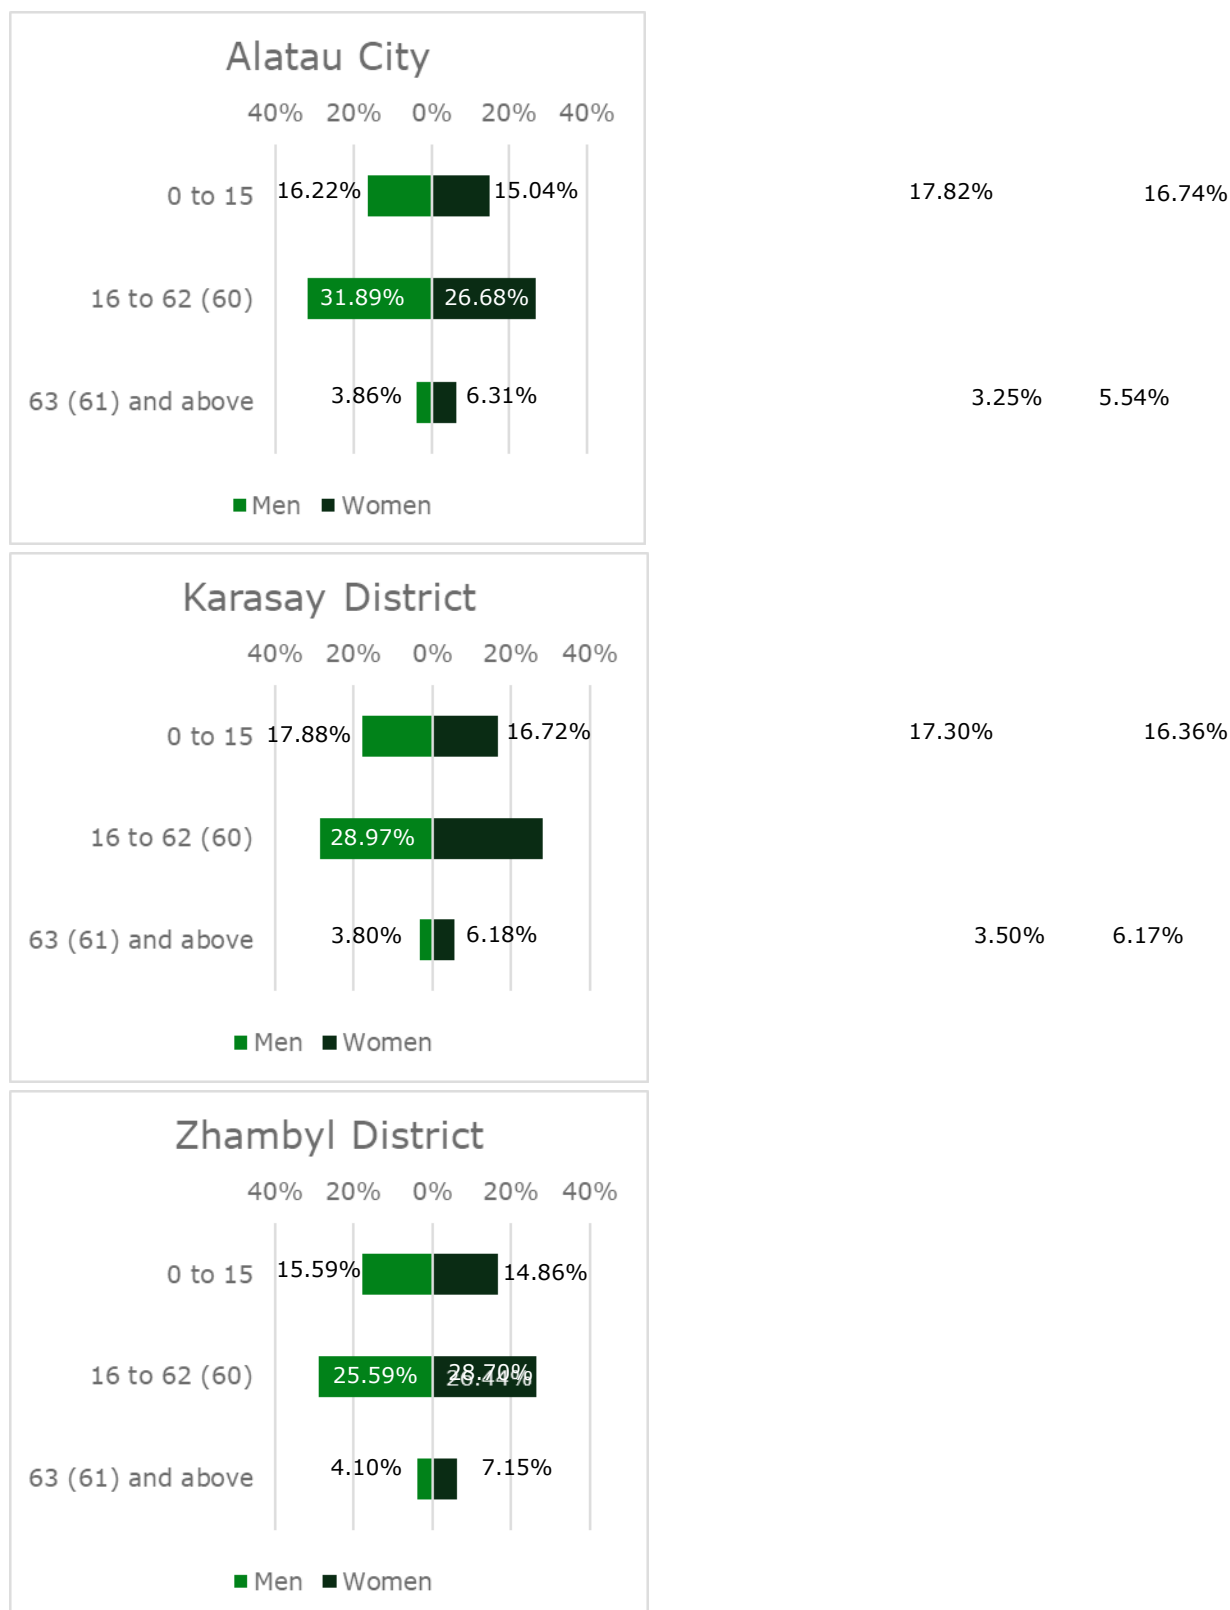 Alatau City
40% 20% 0% 20% 40%
0 to 15 16.22% 15.04% 17.82% 16.74%
16 to 62 (60) 31.89% 26.68%
63 (61) and above 3.86% 6.31% 3.25% 5.54%
Men Women
Karasay District
40% 20% 0% 20% 40%
0 to 15 17.88% 16.72% 17.30% 16.36%
16 to 62 (60) 28.97%
63 (61) and above 3.80% 6.18% 3.50% 6.17%
Men Women
Zhambyl District
40% 20% 0% 20% 40%
0 to 15 15.59% 14.86%
16 to 62 (60) 25.59% 28.70% 26.44%
63 (61) and above 4.10% 7.15%
Men Women